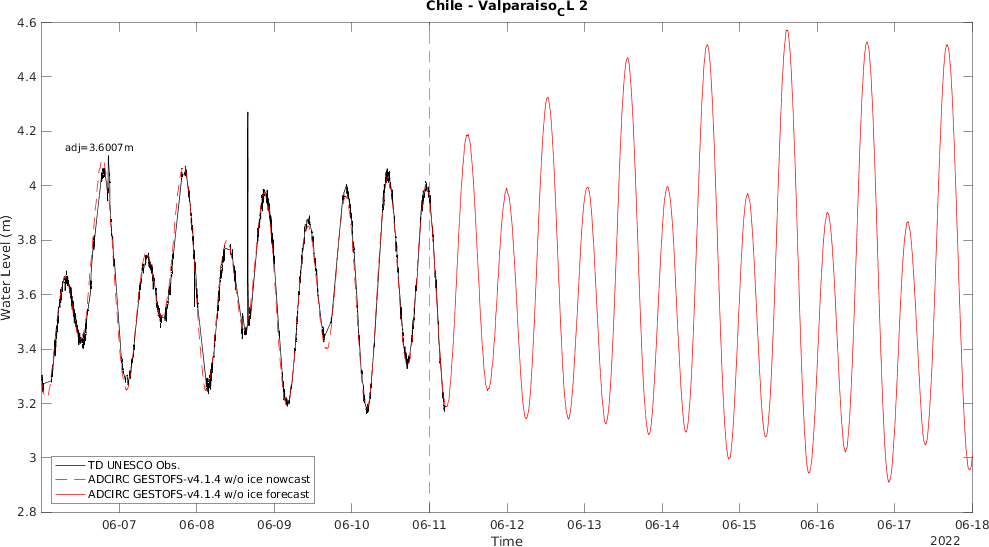 Chile - Valparaiso_C L 2
4.6
4.4
4.2
4
3.8
3.6
3.4
3.2
3
2.8
Water Level (m)
adj=3.6007m
TD UNESCO Obs.
ADCIRC GESTOFS-v4.1.4 w/o ice nowcast
ADCIRC GESTOFS-v4.1.4 w/o ice forecast
06-07 06-08 06-09 06-10 06-11 06-12 06-13 06-14 06-15 06-16 06-17 06-18
Time
2022